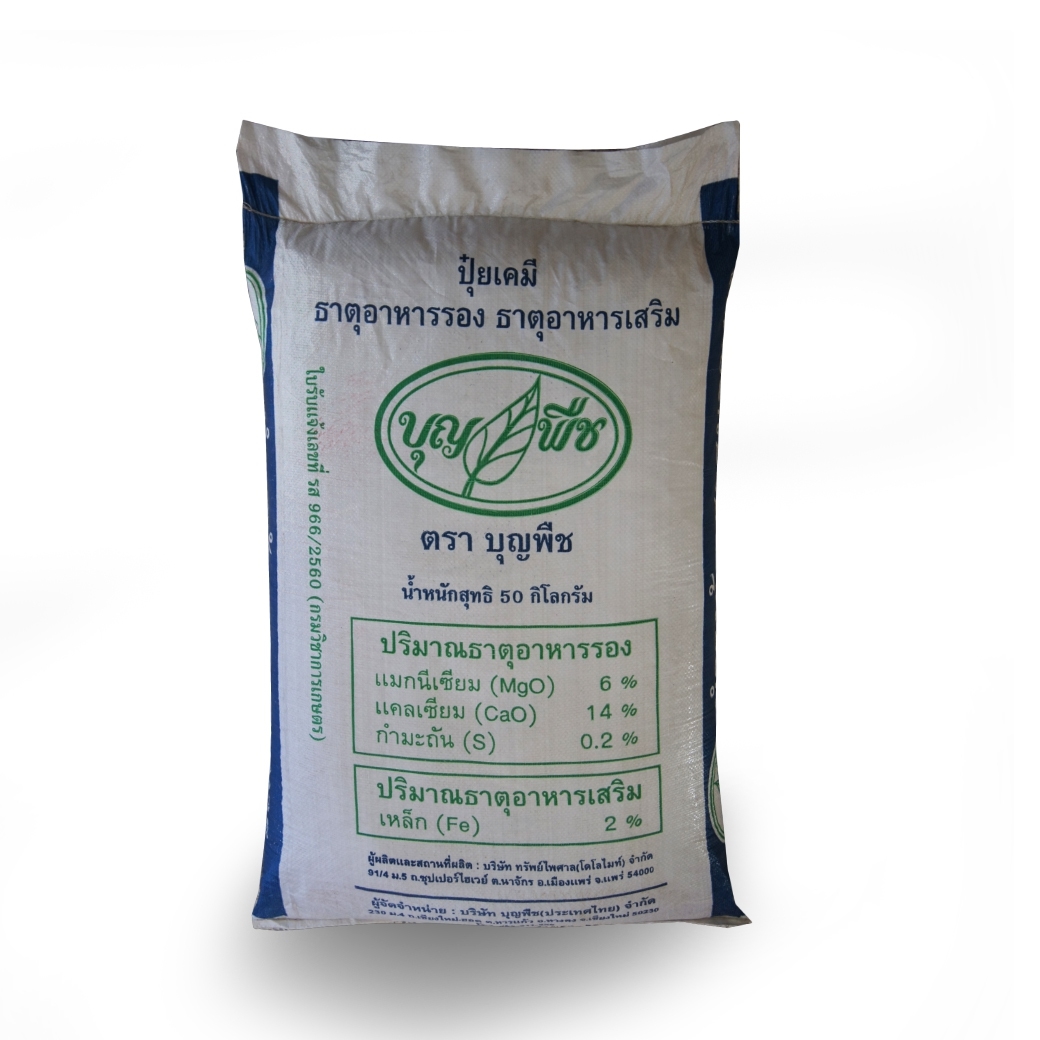 ปุ๋ยเคมี
ธาตุอาหารรอง ธาตุอาหารเสริม
บุญพืช
ตรา บุญพืช
น้ำหนักสุทธิ 50 กิโลกรัม
ใบรับแจ้งเลขที่ รส 966/2560 (กรมวิชาการเกษตร)
ปริมาณธาตุอาหารรอง
แมกนีเซียม (MgO) 6 %
แคลเซียม (CaO) 14 %
กำมะถัน (S) 0.2 %
ปริมาณธาตุอาหารเสริม
เหล็ก (Fe) 2 %
ผู้ผลิตและสถานที่ผลิต : บริษัท ทรัพย์ไพศาล(โดโลไมท์) จำกัด
91/4 ม.5 ถ.ซุปเปอร์ไฮเวย์ ต.นาจักร อ.เมืองแพร่ จ.แพร่ 54000
ผู้จัดจำหน่าย : บริษัท บุญพืช(ประเทศไทย) จำกัด